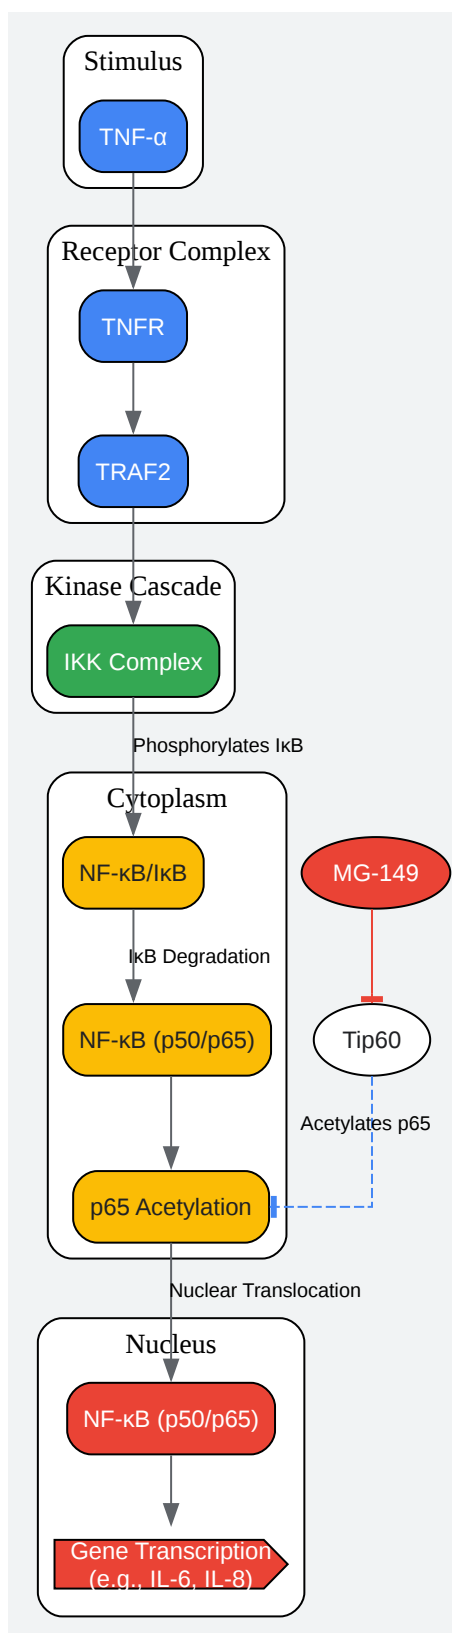 Stimulus
TNF-α
Receptor Complex
TNFR
TRAF2
Kinase Cascade
IKK Complex
Phosphorylates IκB
Cytoplasm
NF-κB/IκB
MG-149
IκB Degradation
NF-κB (p50/p65)
Tip60
Acetylates p65
p65 Acetylation
Nuclear Translocation
Nucleus
NF-κB (p50/p65)
Gene Transcription
(e.g., IL-6, IL-8)